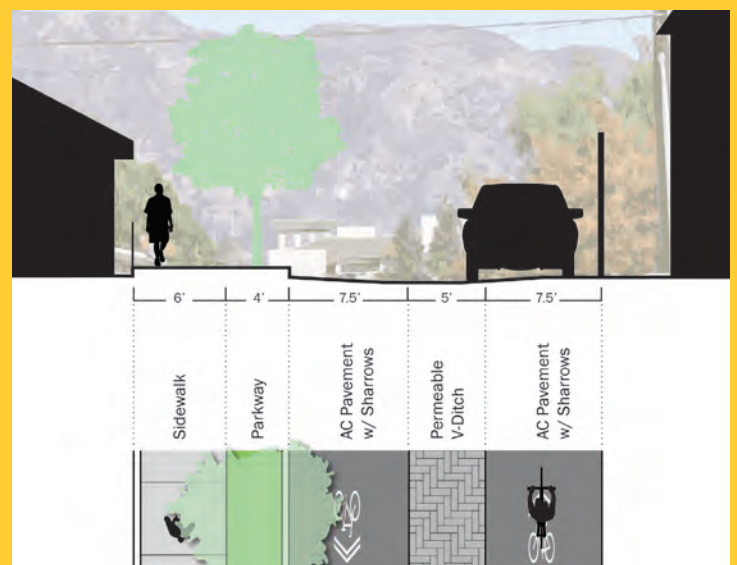 6’
4’
7.5’
5’
7.5’
Sidewalk
Parkway
AC Pavement
w/ Sharrows
Permeable
V-Ditch
AC Pavement
w/ Sharrows